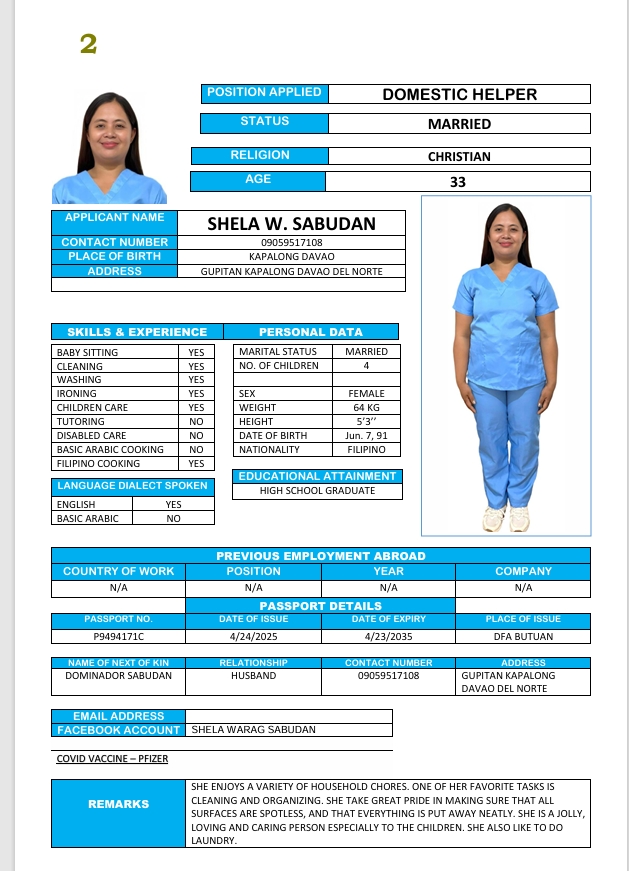 2
POSITION APPLIED DOMESTIC HELPER
STATUS MARRIED
RELIGION CHRISTIAN
AGE 33
APPLICANT NAME SHELA W. SABUDAN
CONTACT NUMBER 09059517108
PLACE OF BIRTH KAPALONG DAVAO
ADDRESS GUPITAN KAPALONG DAVAO DEL NORTE
SKILLS & EXPERIENCE PERSONAL DATA
BABY SITTING YES MARITAL STATUS MARRIED
CLEANING YES NO. OF CHILDREN 4
WASHING YES
IRONING YES SEX FEMALE
CHILDREN CARE YES WEIGHT 64 KG
TUTORING NO HEIGHT 5’3’’
DISABLED CARE NO DATE OF BIRTH Jun. 7, 91
BASIC ARABIC COOKING NO NATIONALITY FILIPINO
FILIPINO COOKING YES
EDUCATIONAL ATTAINMENT
LANGUAGE DIALECT SPOKEN
HIGH SCHOOL GRADUATE
ENGLISH YES
BASIC ARABIC NO
PREVIOUS EMPLOYMENT ABROAD
COUNTRY OF WORK POSITION YEAR COMPANY
N/A N/A N/A N/A
PASSPORT DETAILS
PASSPORT NO. DATE OF ISSUE DATE OF EXPIRY PLACE OF ISSUE
P9494171C 4/24/2025 4/23/2035 DFA BUTUAN
NAME OF NEXT OF KIN RELATIONSHIP CONTACT NUMBER ADDRESS
DOMINADOR SABUDAN HUSBAND 09059517108 GUPITAN KAPALONG
DAVAO DEL NORTE
EMAIL ADDRESS
FACEBOOK ACCOUNT SHELA WARAG SABUDAN
COVID VACCINE – PFIZER
REMARKS
SHE ENJOYS A VARIETY OF HOUSEHOLD CHORES. ONE OF HER FAVORITE TASKS IS
CLEANING AND ORGANIZING. SHE TAKE GREAT PRIDE IN MAKING SURE THAT ALL
SURFACES ARE SPOTLESS, AND THAT EVERYTHING IS PUT AWAY NEATLY. SHE IS A JOLLY,
LOVING AND CARING PERSON ESPECIALLY TO THE CHILDREN. SHE ALSO LIKE TO DO
LAUNDRY.